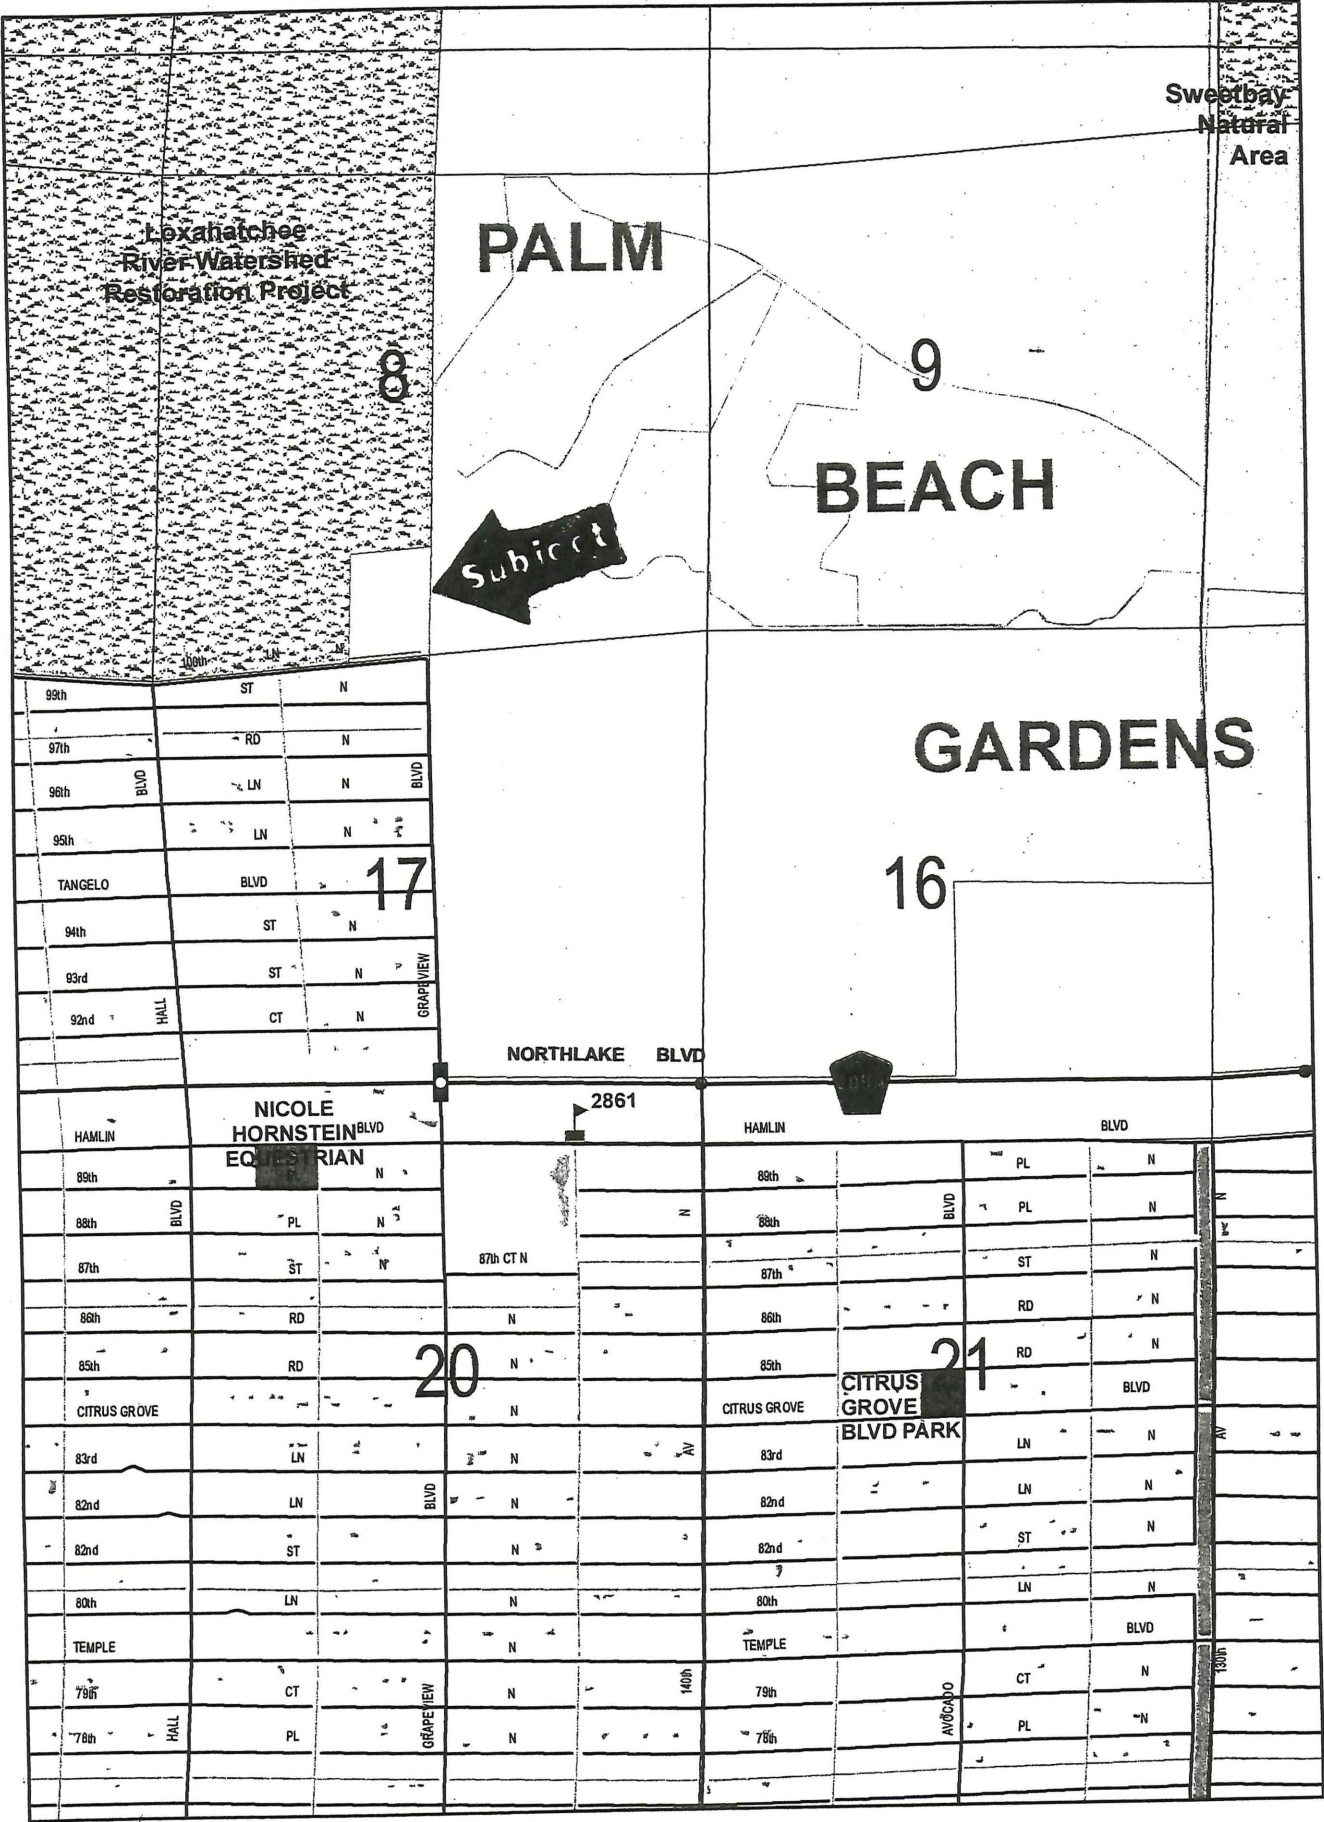 Sweetbay
Natural
Area
Loxahatchee
River Watershed
Restoration Project
PALM
8
9
BEACH
Subject
100th LN N
99th ST N
GARDENS
97th RD N
BLVD
BLVD
96th LN N
95th LN N
17
16
TANGELO BLVD
94th ST N
93rd ST N
GRAPEVIEW
HALL
92nd CT N
NORTHLAKE BLVD
2861
NICOLE
HORNSTEIN
EQUESTRIAN
HAMLIN BLVD
HAMLIN BLVD
89th N
89th PL N
BLVD
N
BLVD
N
88th PL N
88th PL N
87th ST N
87th CT N
87th ST N
86th RD N
86th RD N
85th RD N
85th RD N
20
21
CITRUS
GROVE
BLVD PARK
CITRUS GROVE N
CITRUS GROVE BLVD
83rd LN N
AV
83rd LN N
AV
82nd LN
BLVD
N
82nd LN N
82nd ST N
82nd ST N
80th LN N
80th LN N
TEMPLE N
TEMPLE BLVD
79th CT N
140th
79th CT N
130th
78th
HALL
PL
GRAPEVIEW
N
78th
AVOCADO
PL N